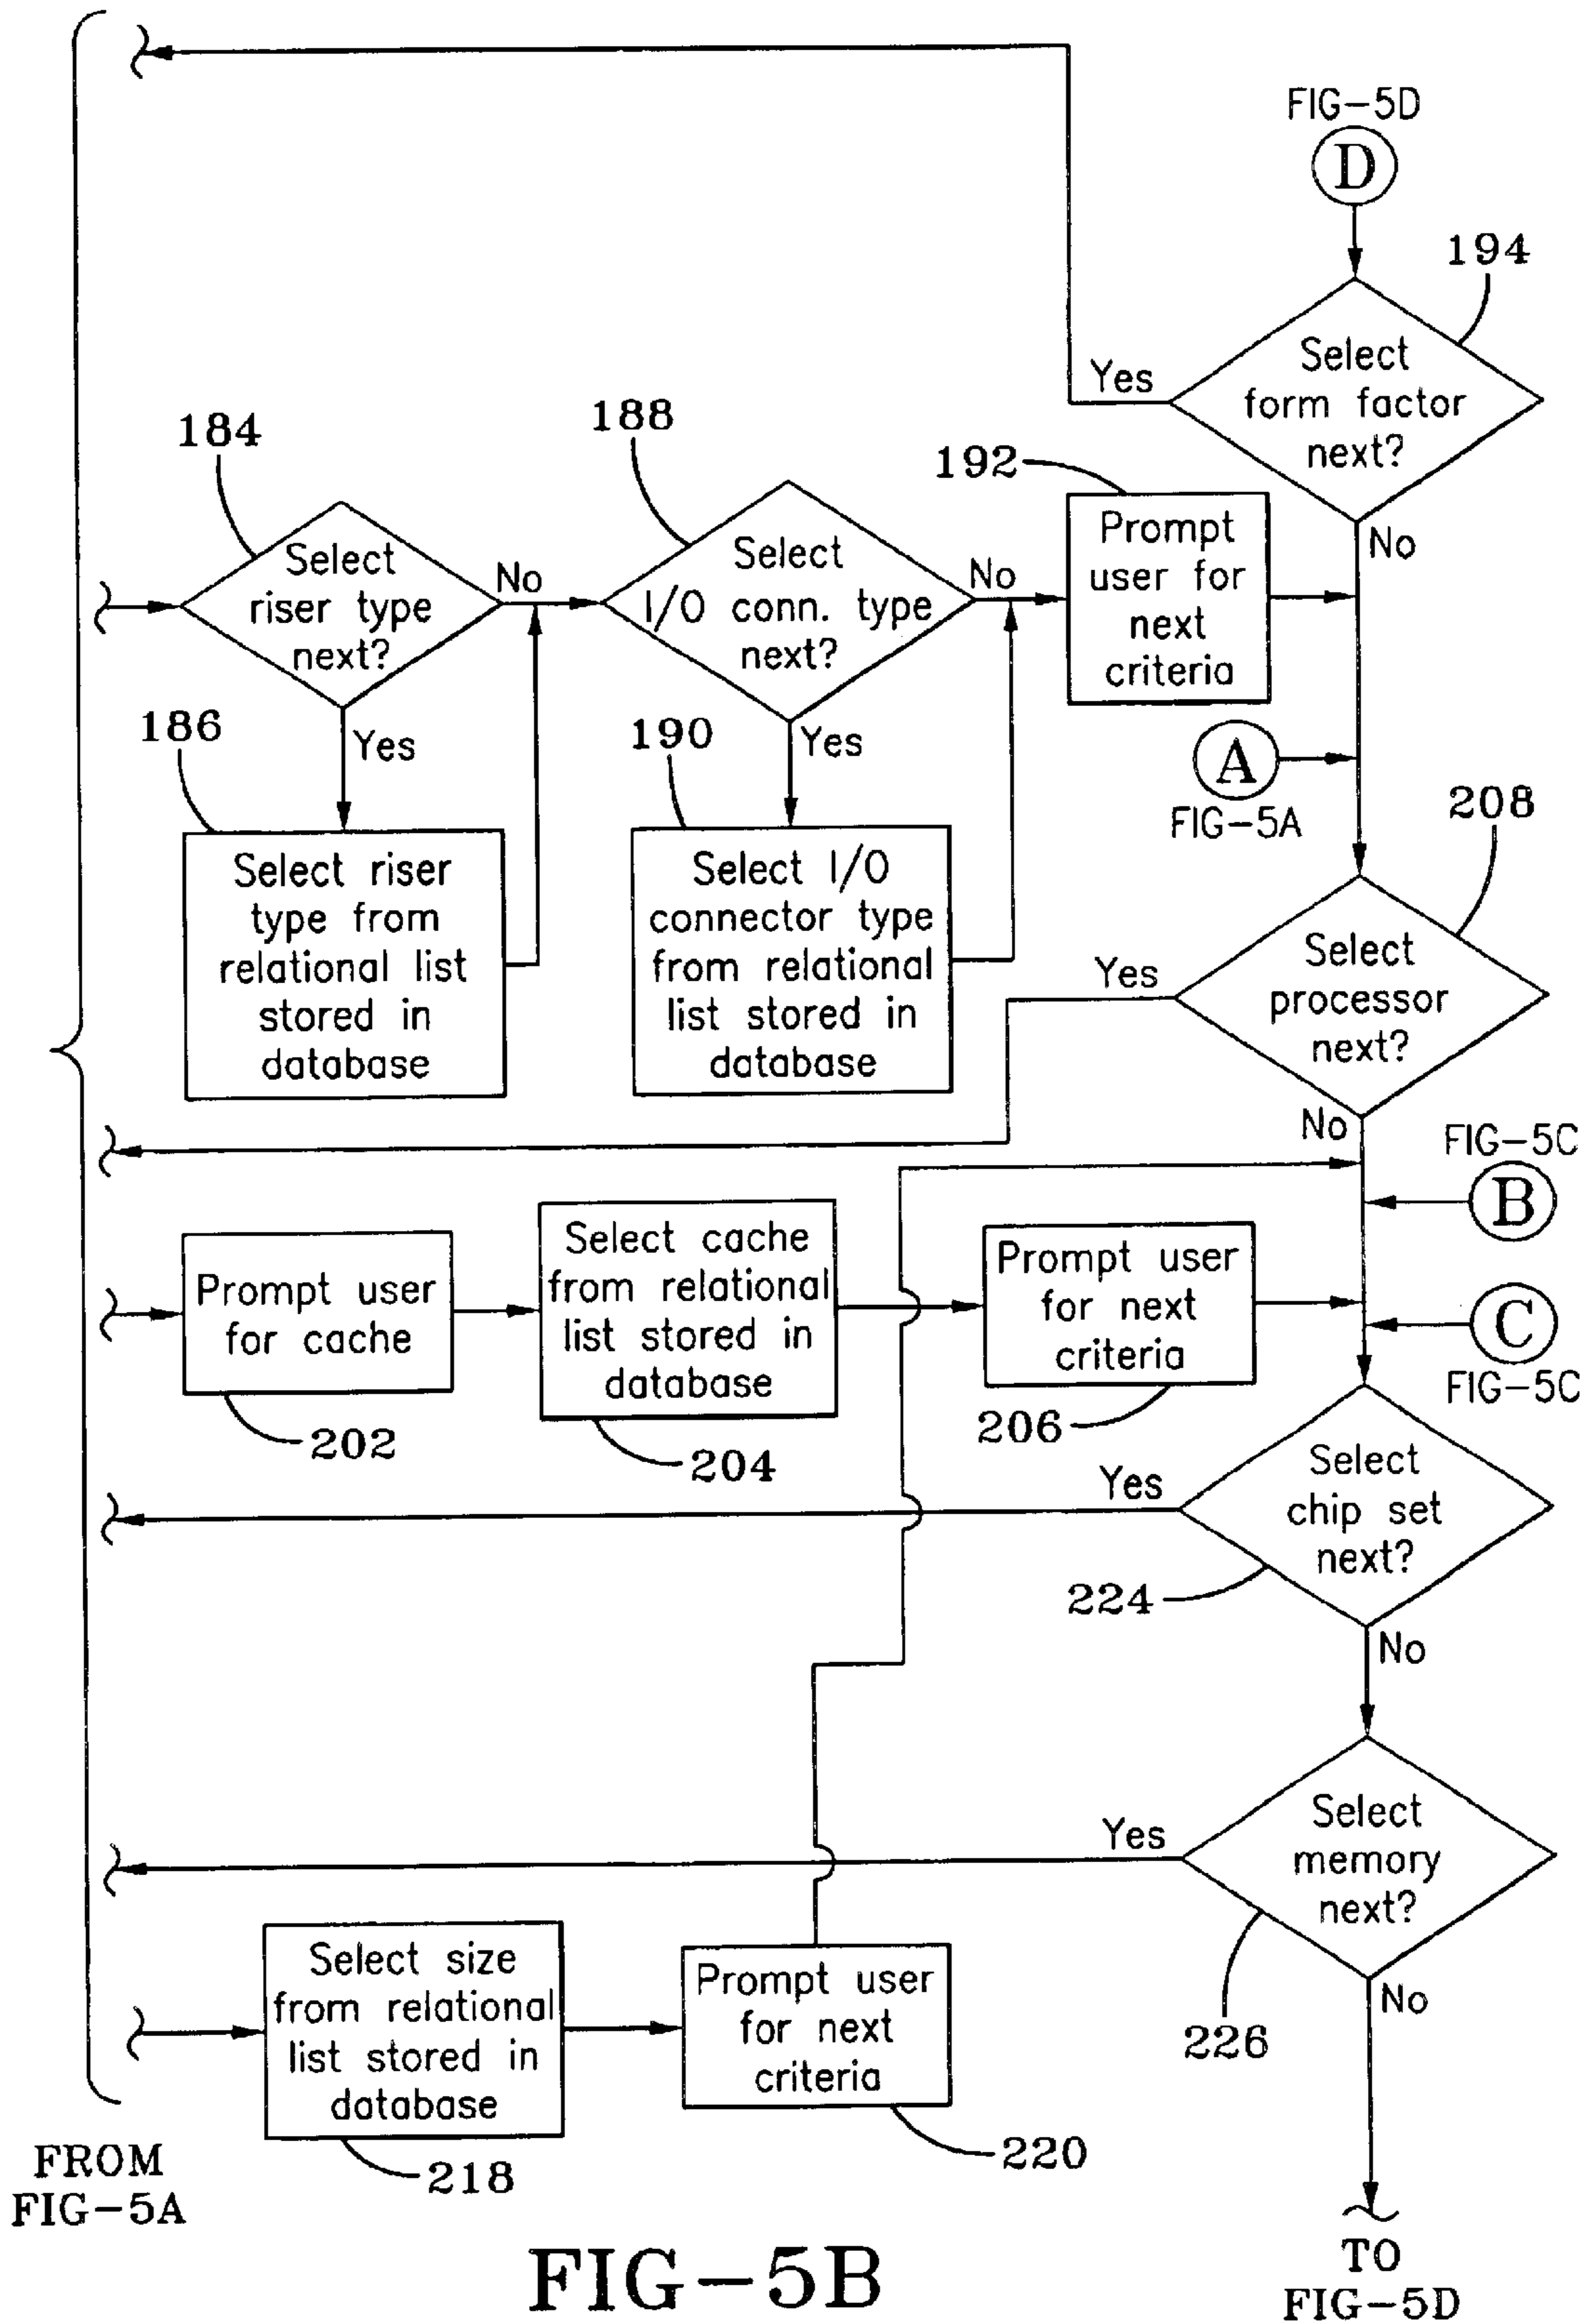 FIG-5D
D
194
Select
form factor
next?
Yes
No
184
Select
riser type
next?
No
Yes
188
Select
I/O conn. type
next?
No
Yes
192
Prompt
user for
next
criteria
186
Select riser
type from
relational list
stored in
database
190
Select I/O
connector type
from relational
list stored in
database
A
FIG-5A
208
Select
processor
next?
Yes
No
FIG-5C
B
202
Prompt user
for cache
204
Select cache
from relational
list stored in
database
206
Prompt user
for next
criteria
C
FIG-5C
Select
chip set
next?
Yes
224
No
Select
memory
next?
Yes
226
No
Select size
from relational
list stored in
database
218
Prompt user
for next
criteria
220
FROM
FIG-5A
TO
FIG-5D
FIG-5B